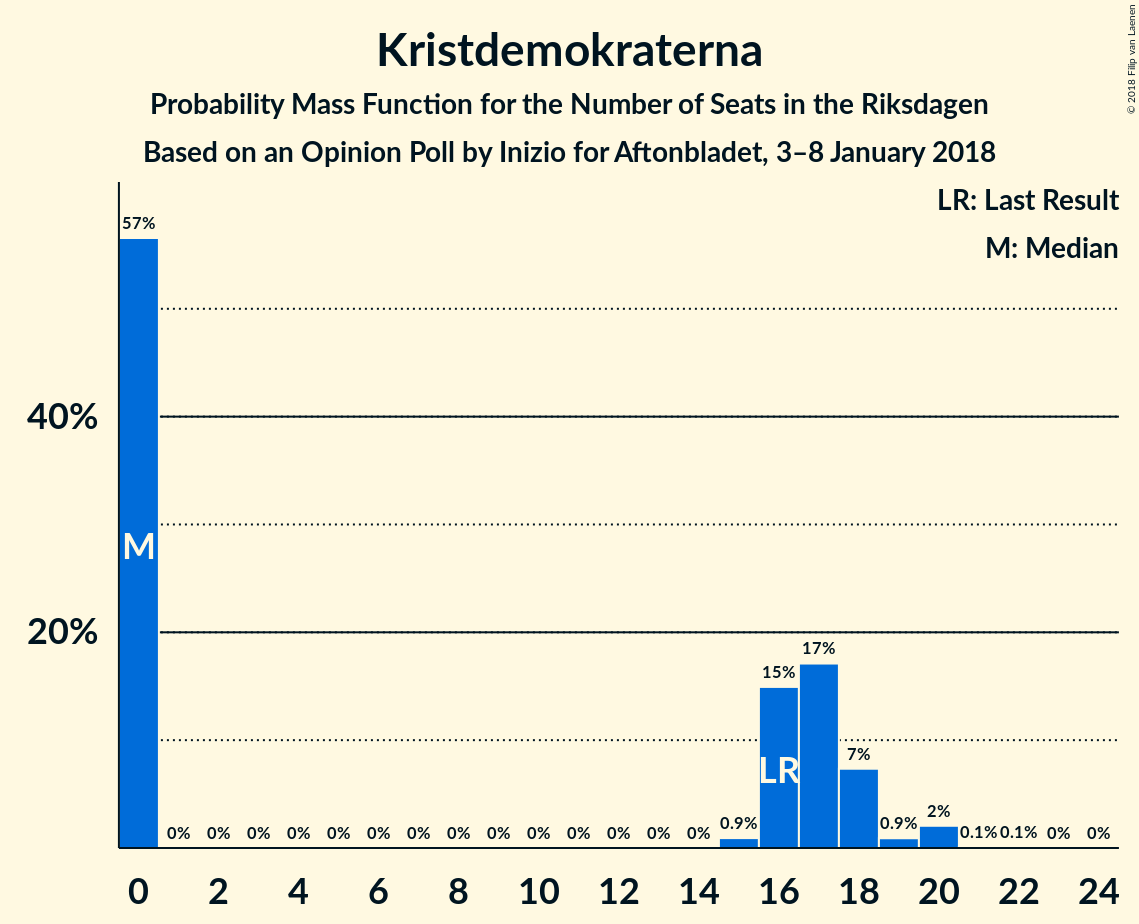 Kristdemokraterna
Probability Mass Function for the Number of Seats in the Riksdagen
Based on an Opinion Poll by Inizio for Aftonbladet, 3–8 January 2018
© 2018 Filip van Laenen
LR: Last Result
M: Median
57%
40%
M
20%
17%
15%
7%
LR
2%
0% 0% 0% 0% 0% 0% 0% 0% 0% 0% 0% 0% 0% 0% 0.9% 0.9% 0.1% 0.1% 0% 0%
0 2 4 6 8 10 12 14 16 18 20 22 24